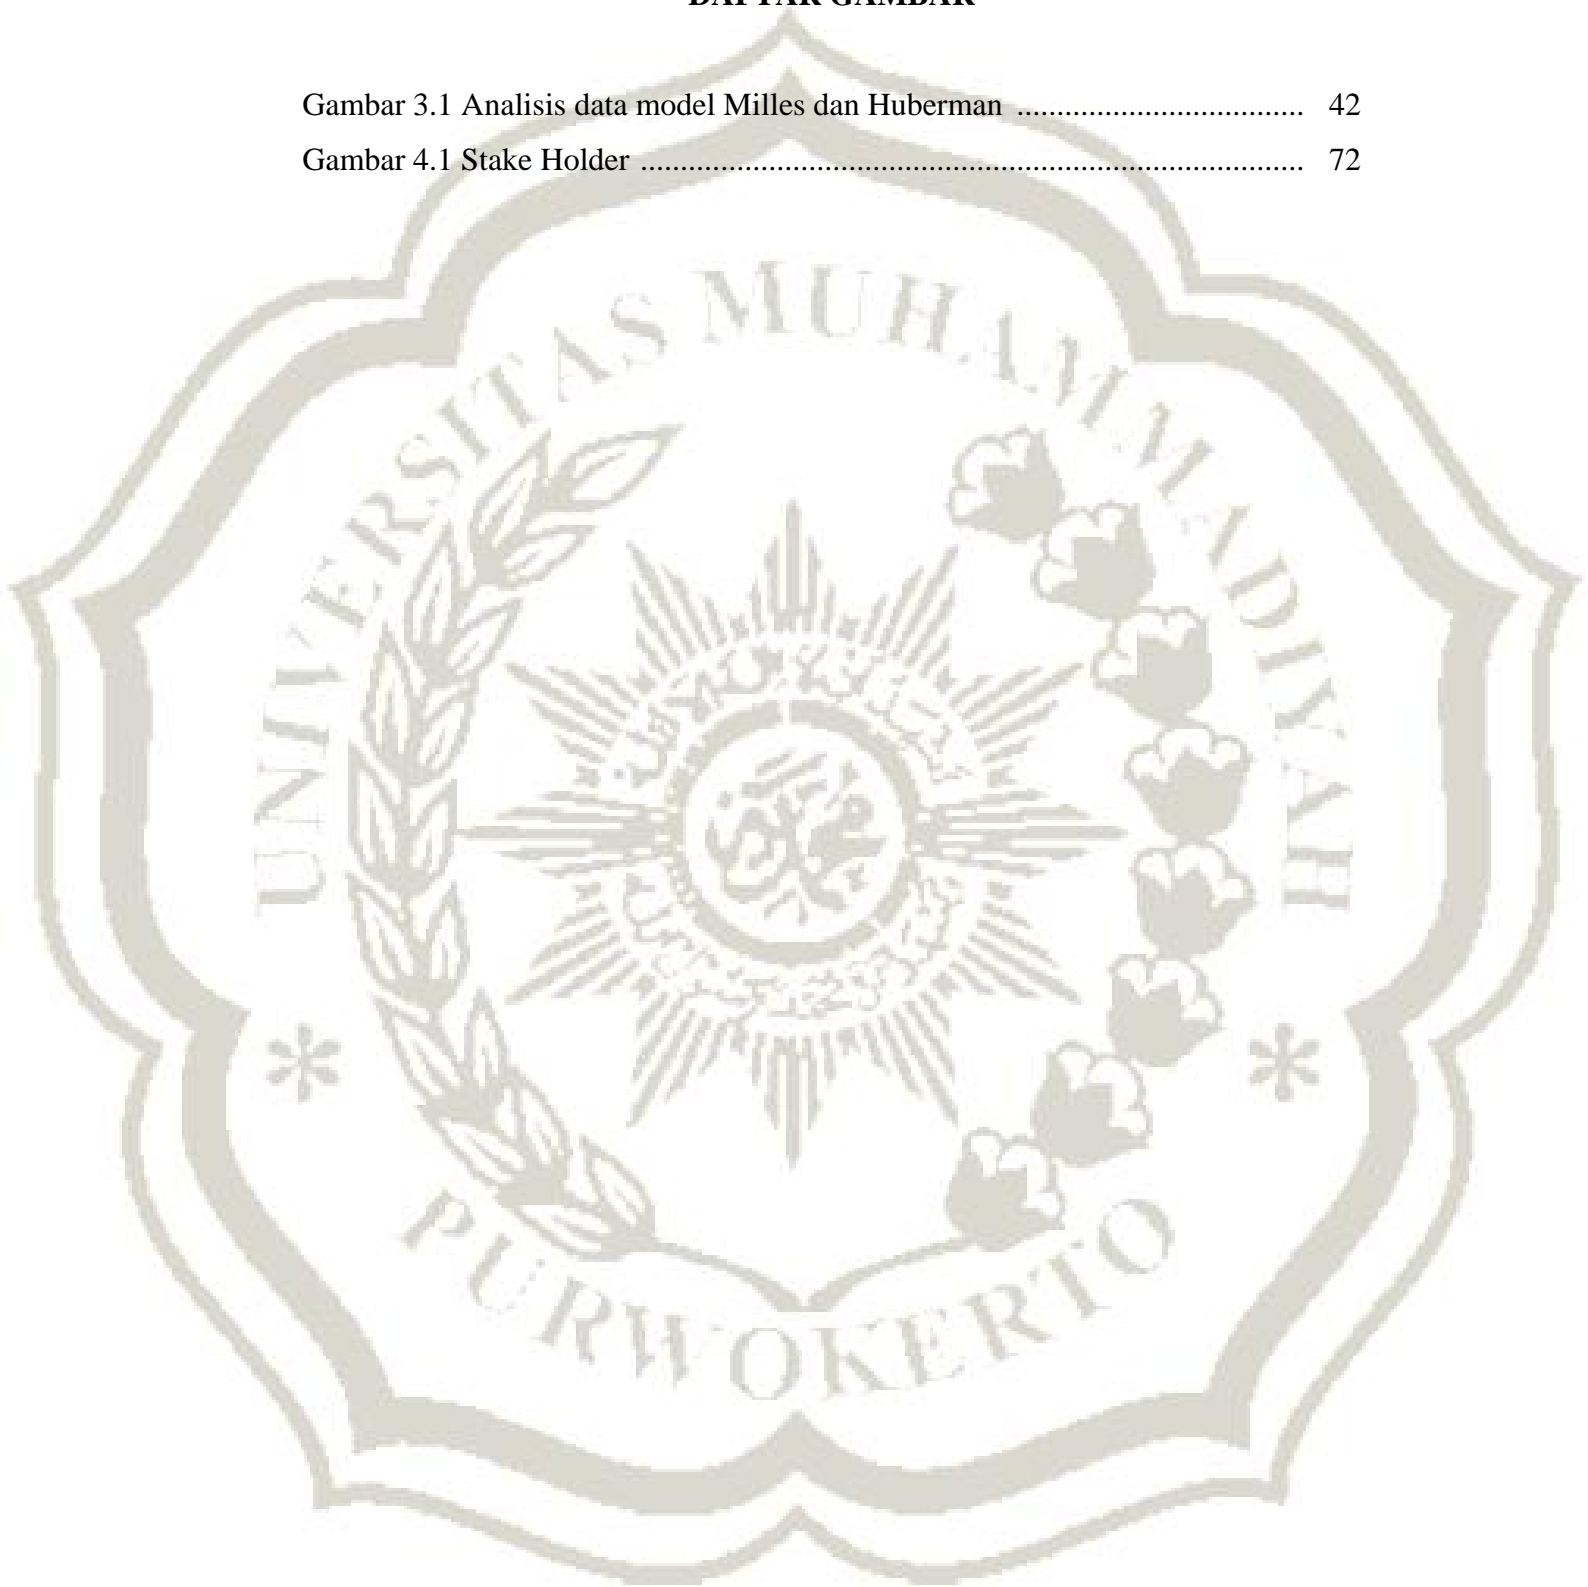 DAFTAR GAMBAR
Gambar 3.1 Analisis data model Milles dan Huberman .................................... 42
Gambar 4.1 Stake Holder ................................................................................... 72
UNIVERSITAS MUHAMMADIYAH
PURWOKERTO